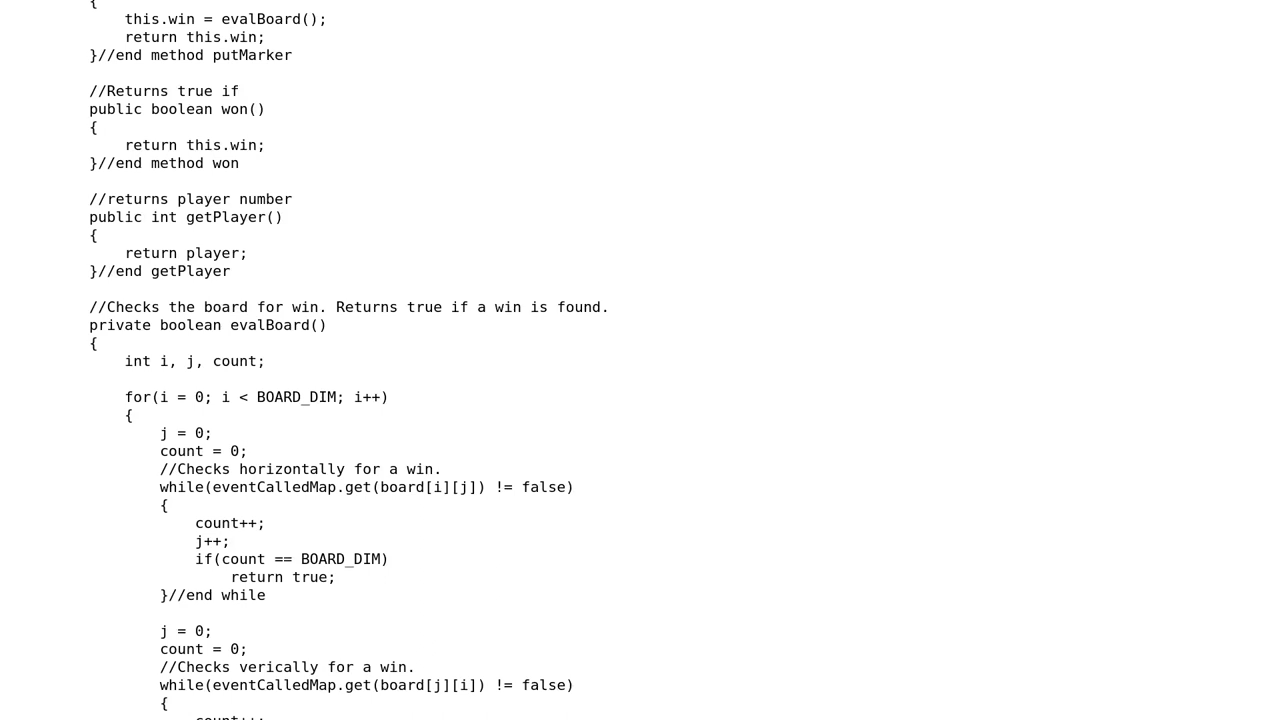 {
this.win = evalBoard();
return this.win;
}//end method putMarker
//Returns true if
public boolean won()
{
return this.win;
}//end method won
//returns player number
public int getPlayer()
{
return player;
}//end getPlayer
//Checks the board for win. Returns true if a win is found.
private boolean evalBoard()
{
int i, j, count;
for(i = 0; i < BOARD_DIM; i++)
{
j = 0;
count = 0;
//Checks horizontally for a win.
while(eventCalledMap.get(board[i][j]) != false)
{
count++;
j++;
if(count == BOARD_DIM)
return true;
}//end while
j = 0;
count = 0;
//Checks verically for a win.
while(eventCalledMap.get(board[j][i]) != false)
{
count++;